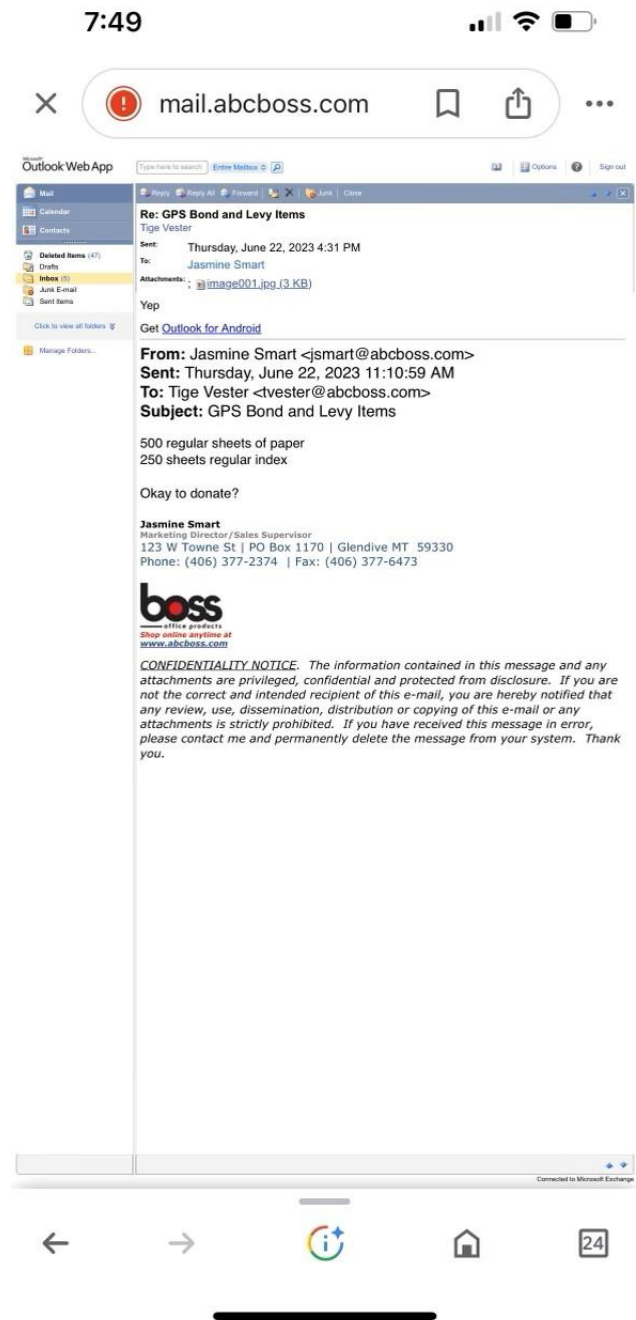 7:49
mail.abcboss.com
Microsoft
Outlook Web App
Type here to search Entire Mailbox Options Sign out
Mail
Calendar
Contacts
Deleted Items (47)
Drafts
Inbox (5)
Junk E-mail
Sent Items
Click to view all folders
Manage Folders...
Reply Reply All Forward Junk Close
Re: GPS Bond and Levy Items
Tige Vester
Sent: Thursday, June 22, 2023 4:31 PM
To: Jasmine Smart
Attachments: ; image001.jpg (3 KB)
Yep
Get Outlook for Android
From: Jasmine Smart <jsmart@abcboss.com>
Sent: Thursday, June 22, 2023 11:10:59 AM
To: Tige Vester <tvester@abcboss.com>
Subject: GPS Bond and Levy Items
500 regular sheets of paper
250 sheets regular index
Okay to donate?
Jasmine Smart
Marketing Director/Sales Supervisor
123 W Towne St | PO Box 1170 | Glendive MT 59330
Phone: (406) 377-2374 | Fax: (406) 377-6473
boss
office products
Shop online anytime at
www.abcboss.com
CONFIDENTIALITY NOTICE. The information contained in this message and any
attachments are privileged, confidential and protected from disclosure. If you are
not the correct and intended recipient of this e-mail, you are hereby notified that
any review, use, dissemination, distribution or copying of this e-mail or any
attachments is strictly prohibited. If you have received this message in error,
please contact me and permanently delete the message from your system. Thank
you.
Connected to Microsoft Exchange
24